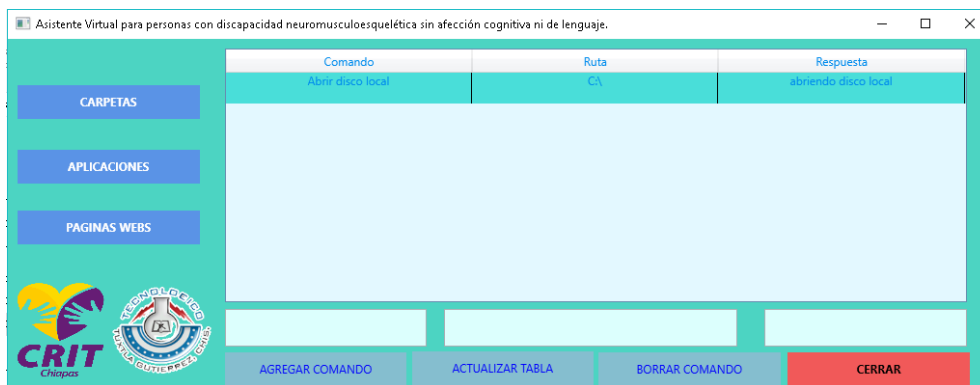 Asistente Virtual para personas con discapacidad neuromusculoesquelética sin afección cognitiva ni de lenguaje.
Comando Ruta Respuesta
Abrir disco local C:\ abriendo disco local
CARPETAS
APLICACIONES
PAGINAS WEBS
CRIT
Chiapas
TECNOLOGICO
TUXTLA GUTIERREZ, CHIS.
AGREGAR COMANDO ACTUALIZAR TABLA BORRAR COMANDO CERRAR